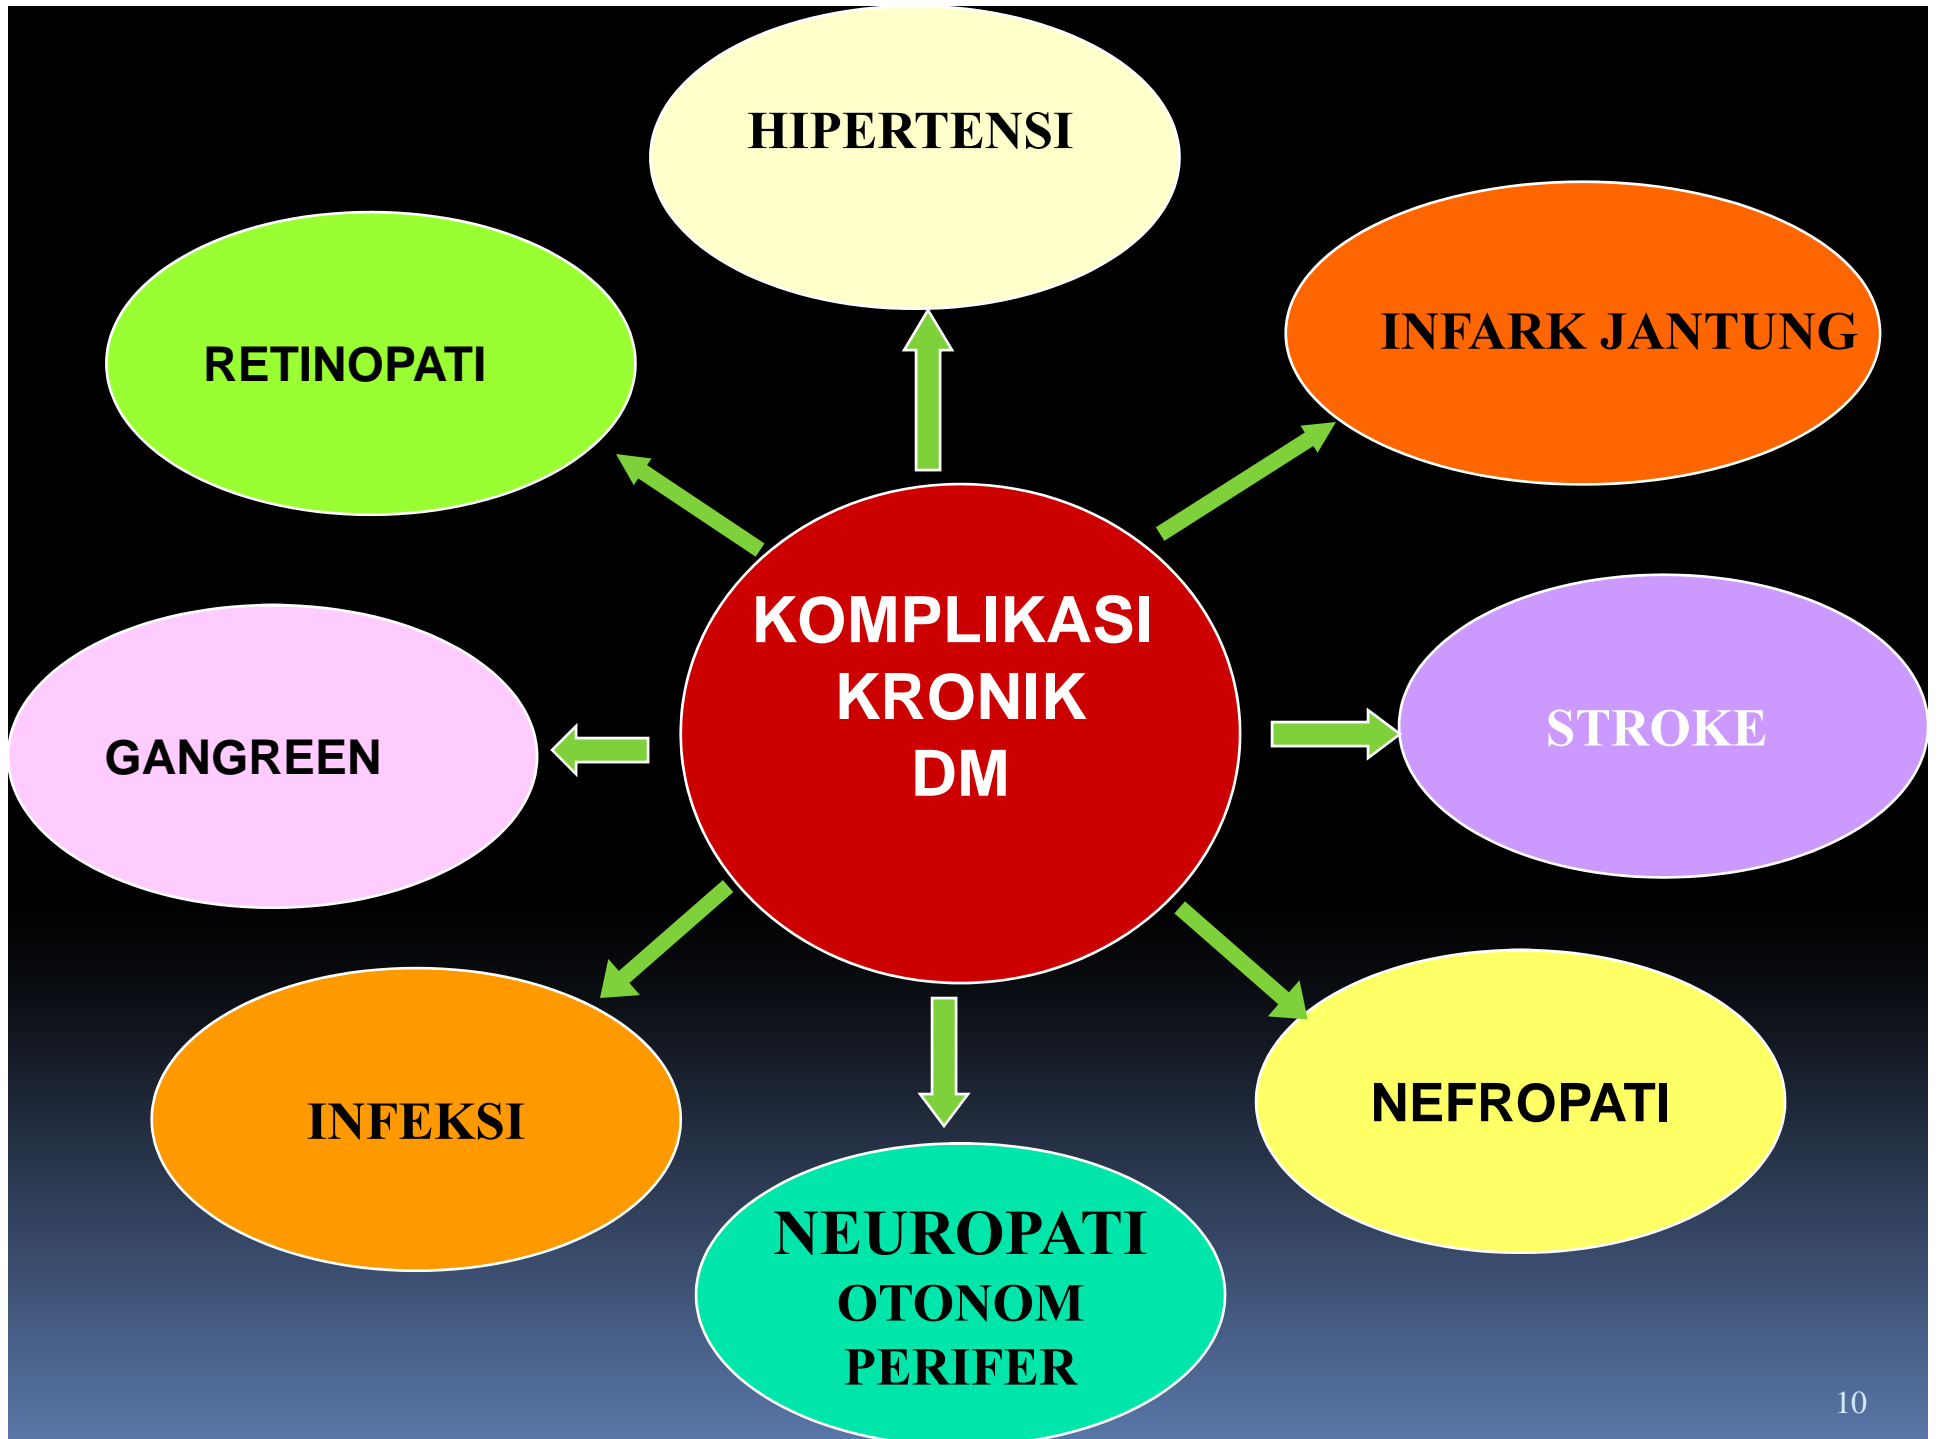 HIPERTENSI
INFARK JANTUNG
RETINOPATI
KOMPLIKASI
KRONIK
DM
STROKE
GANGREEN
NEFROPATI
INFEKSI
NEUROPATI
OTONOM
PERIFER
10